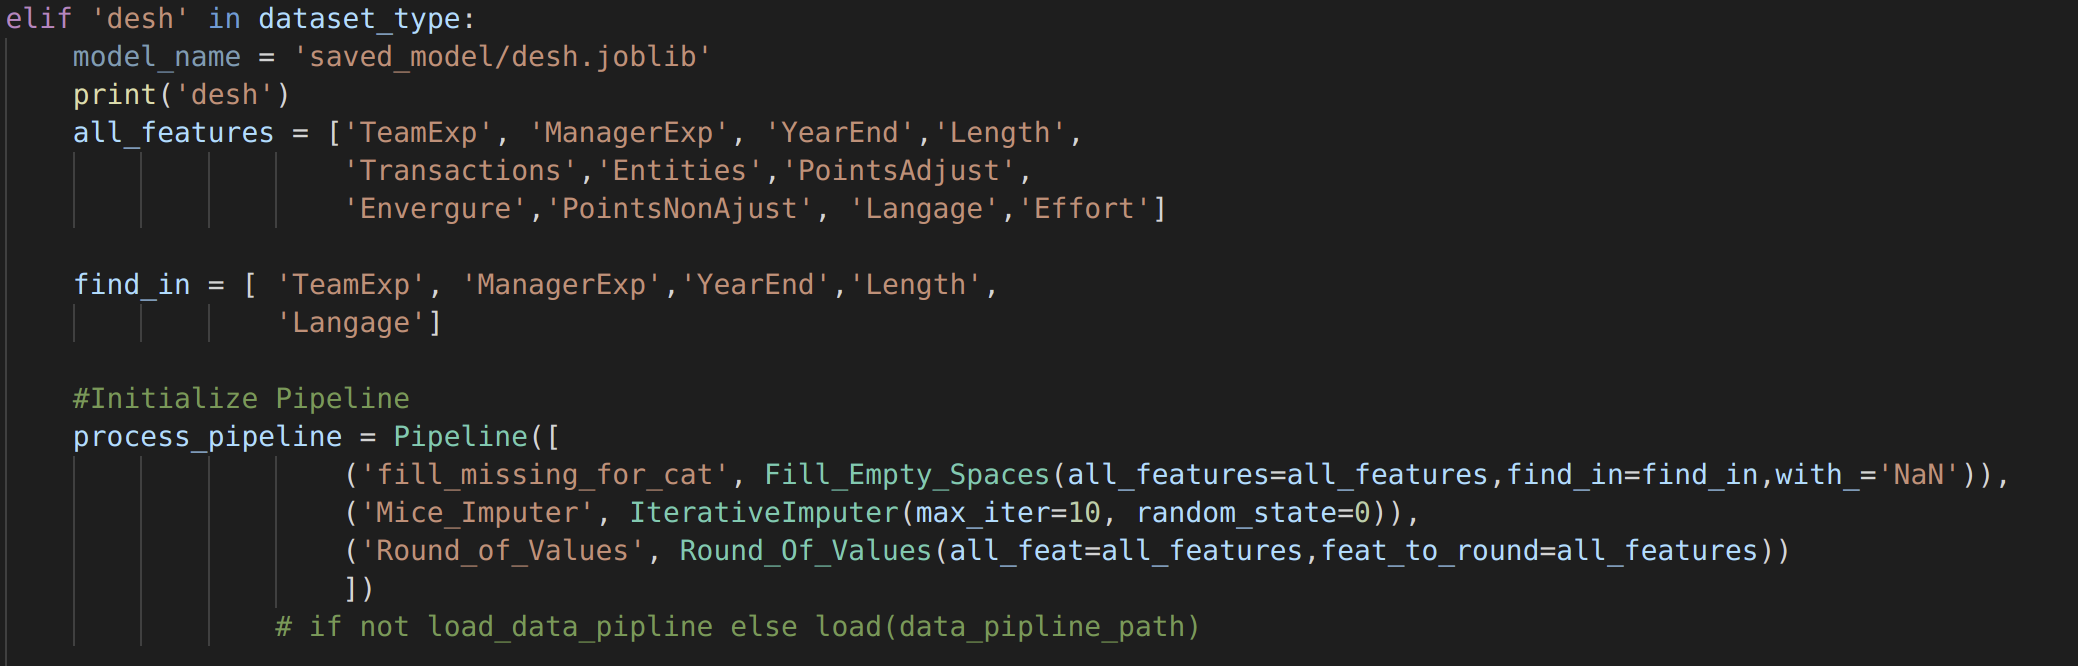 elif 'desh' in dataset_type:
model_name = 'saved_model/desh.joblib'
print('desh')
all_features = ['TeamExp', 'ManagerExp', 'YearEnd','Length',
'Transactions','Entities','PointsAdjust',
'Envergure','PointsNonAjust', 'Langage','Effort']
find_in = [ 'TeamExp', 'ManagerExp','YearEnd','Length',
'Langage']
#Initialize Pipeline
process_pipeline = Pipeline([
('fill_missing_for_cat', Fill_Empty_Spaces(all_features=all_features,find_in=find_in,with_='NaN')),
('Mice_Imputer', IterativeImputer(max_iter=10, random_state=0)),
('Round_of_Values', Round_Of_Values(all_feat=all_features,feat_to_round=all_features))
])
# if not load_data_pipline else load(data_pipline_path)